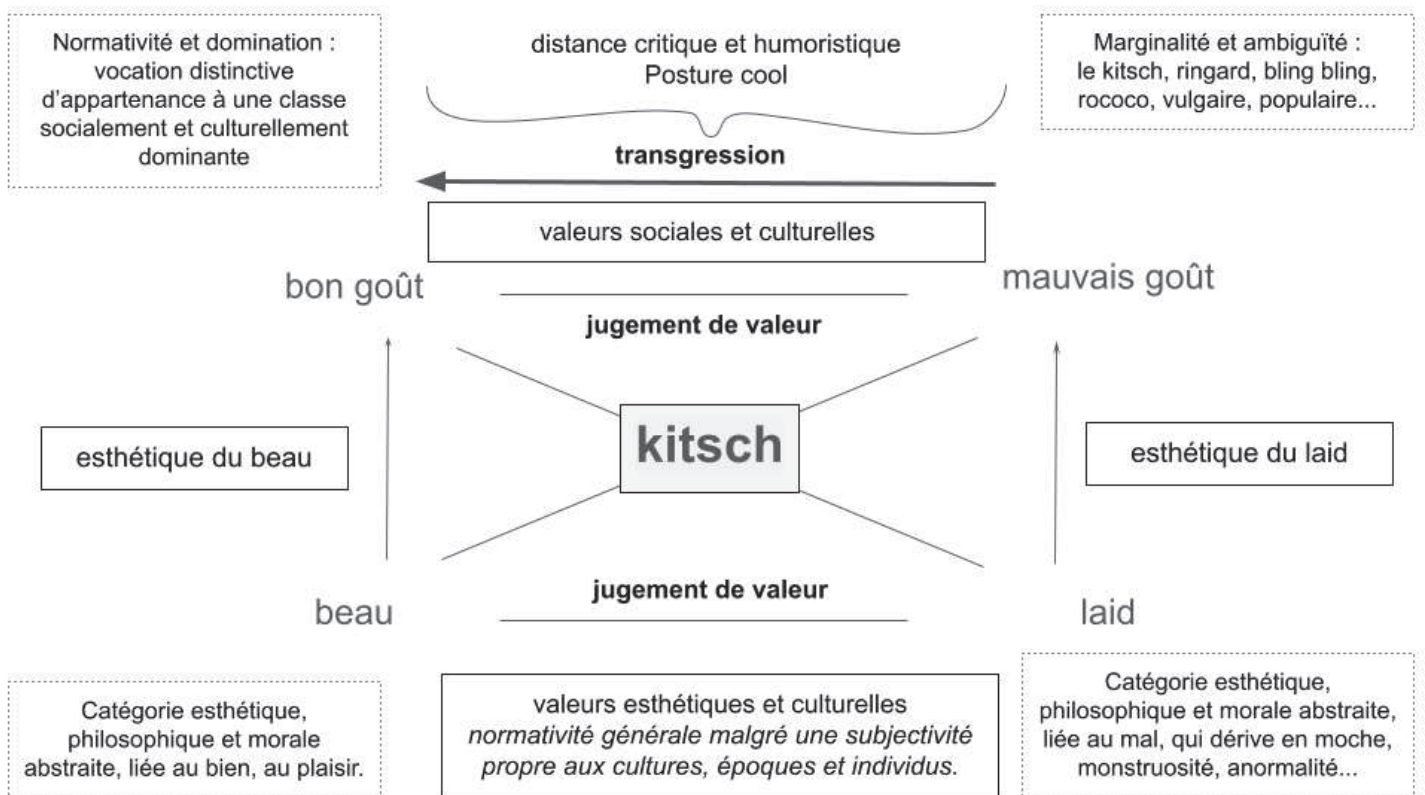 Normativité et domination :
vocation distinctive
d'appartenance à une classe
socialement et culturellement
dominante
distance critique et humoristique
Posture cool
Marginalité et ambiguïté :
le kitsch, ringard, bling bling,
rococo, vulgaire, populaire...
transgression
valeurs sociales et culturelles
bon goût
mauvais goût
jugement de valeur
esthétique du beau
kitsch
esthétique du laid
jugement de valeur
beau
laid
Catégorie esthétique,
philosophique et morale
abstraite, liée au bien, au plaisir.
valeurs esthétiques et culturelles
normativité générale malgré une subjectivité
propre aux cultures, époques et individus.
Catégorie esthétique,
philosophique et morale abstraite,
liée au mal, qui dérive en moche,
monstruosité, anormalité...